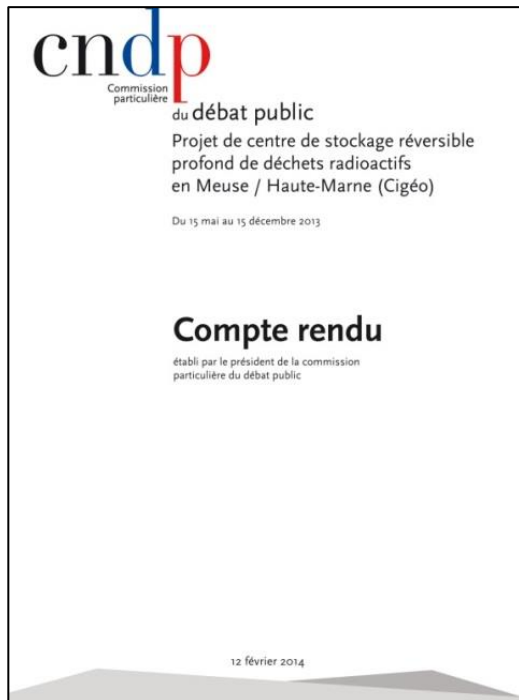 cndp
Commission
particulière
du débat public
Projet de centre de stockage réversible
profond de déchets radioactifs
en Meuse / Haute-Marne (Cigéo)
Du 15 mai au 15 décembre 2013
Compte rendu
établi par le président de la commission
particulière du débat public
12 février 2014